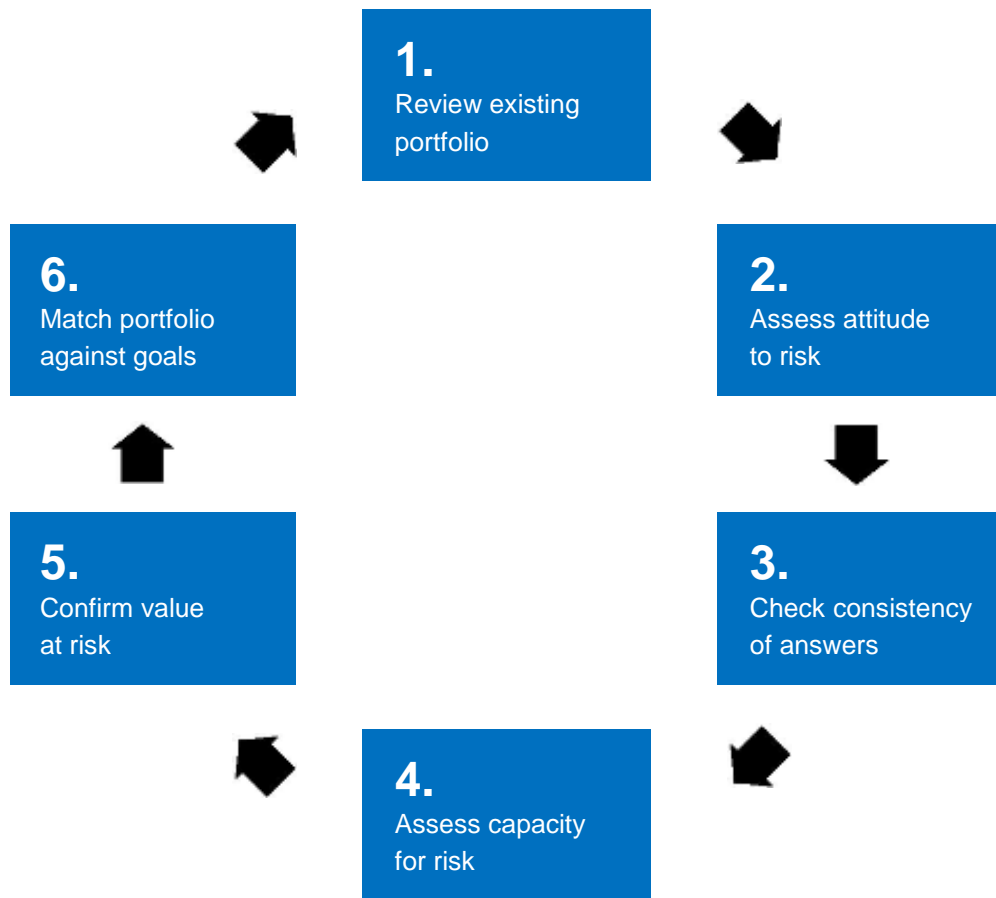 1.
Review existing
portfolio
2.
Assess attitude
to risk
3.
Check consistency
of answers
4.
Assess capacity
for risk
5.
Confirm value
at risk
6.
Match portfolio
against goals